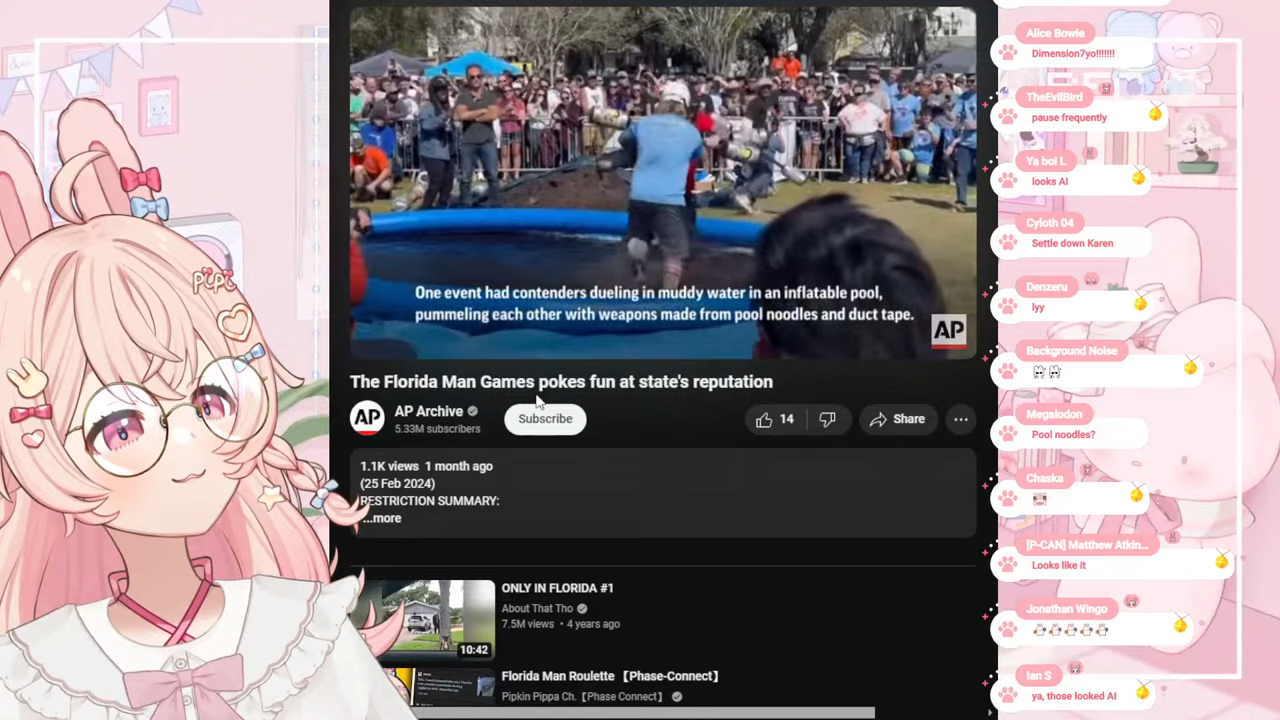 PiPi
One event had contenders dueling in muddy water in an inflatable pool,
pummeling each other with weapons made from pool noodles and duct tape.
AP
The Florida Man Games pokes fun at state's reputation
AP
AP Archive
5.33M subscribers
Subscribe
14
Share
1.1K views 1 month ago
(25 Feb 2024)
RESTRICTION SUMMARY:
...more
ONLY IN FLORIDA #1
About That Tho
7.5M views • 4 years ago
10:42
Florida Man Roulette【Phase-Connect】
Pipkin Pippa Ch.【Phase Connect】
Alice Bowie
Dimension7yo!!!!!!!
TheEvilBird
pause frequently
Ya boi L
looks AI
Cyloth 04
Settle down Karen
Denzeru
lyy
Background Noise
Megalodon
Pool noodles?
Chaska
[P-CAN] Matthew Atkin...
Looks like it
Jonathan Wingo
Ian S
ya, those looked AI